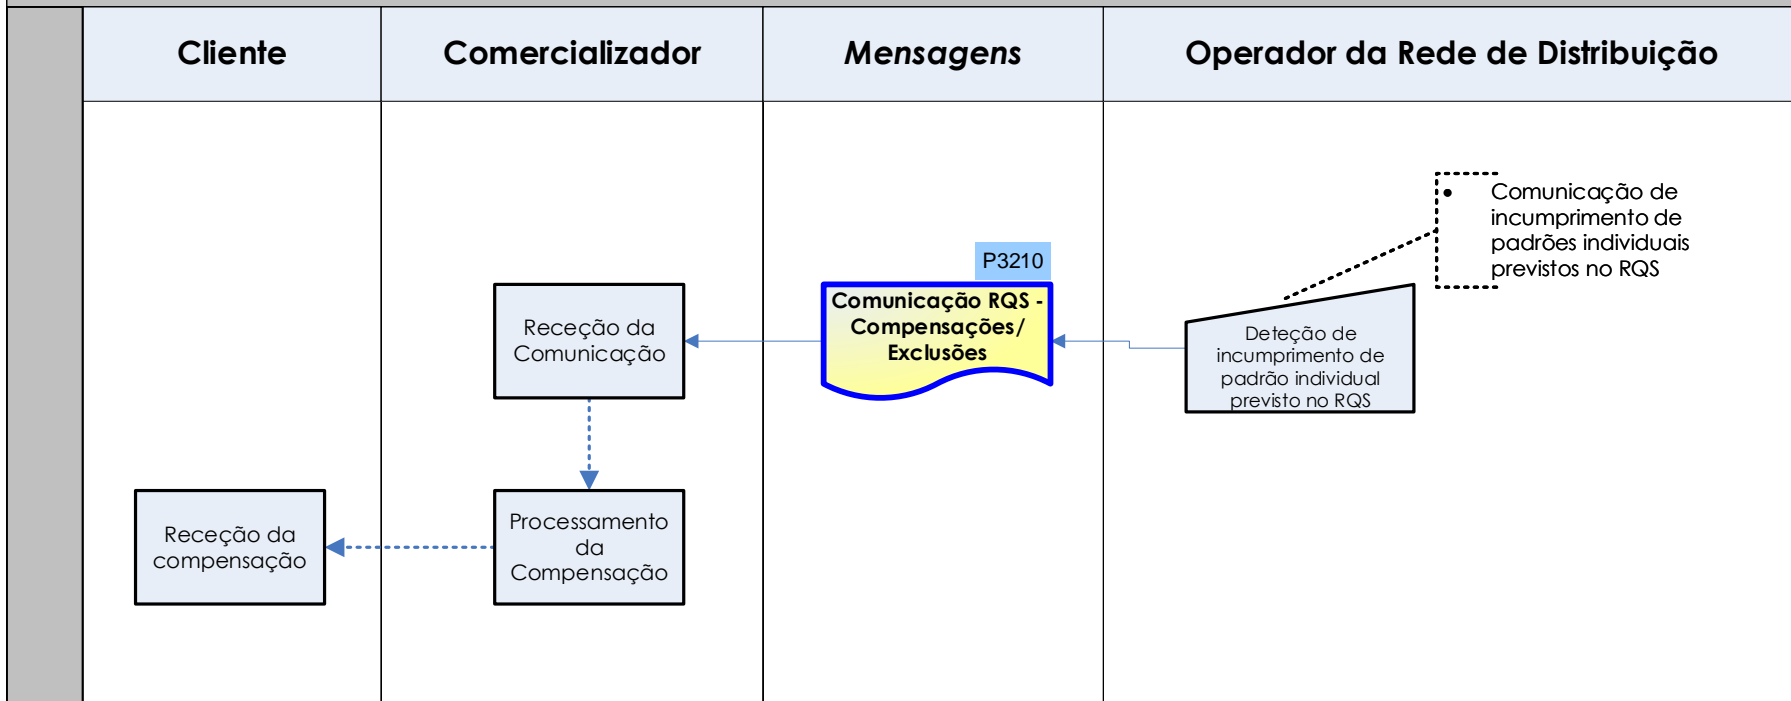 Cliente
Comercializador
Mensagens
Operador da Rede de Distribuição
• Comunicação de
incumprimento de
padrões individuais
previstos no RQS
P3210
Comunicação RQS -
Compensações/
Exclusões
Receção da
Comunicação
Deteção de
incumprimento de
padrão individual
previsto no RQS
Processamento
da
Compensação
Receção da
compensação